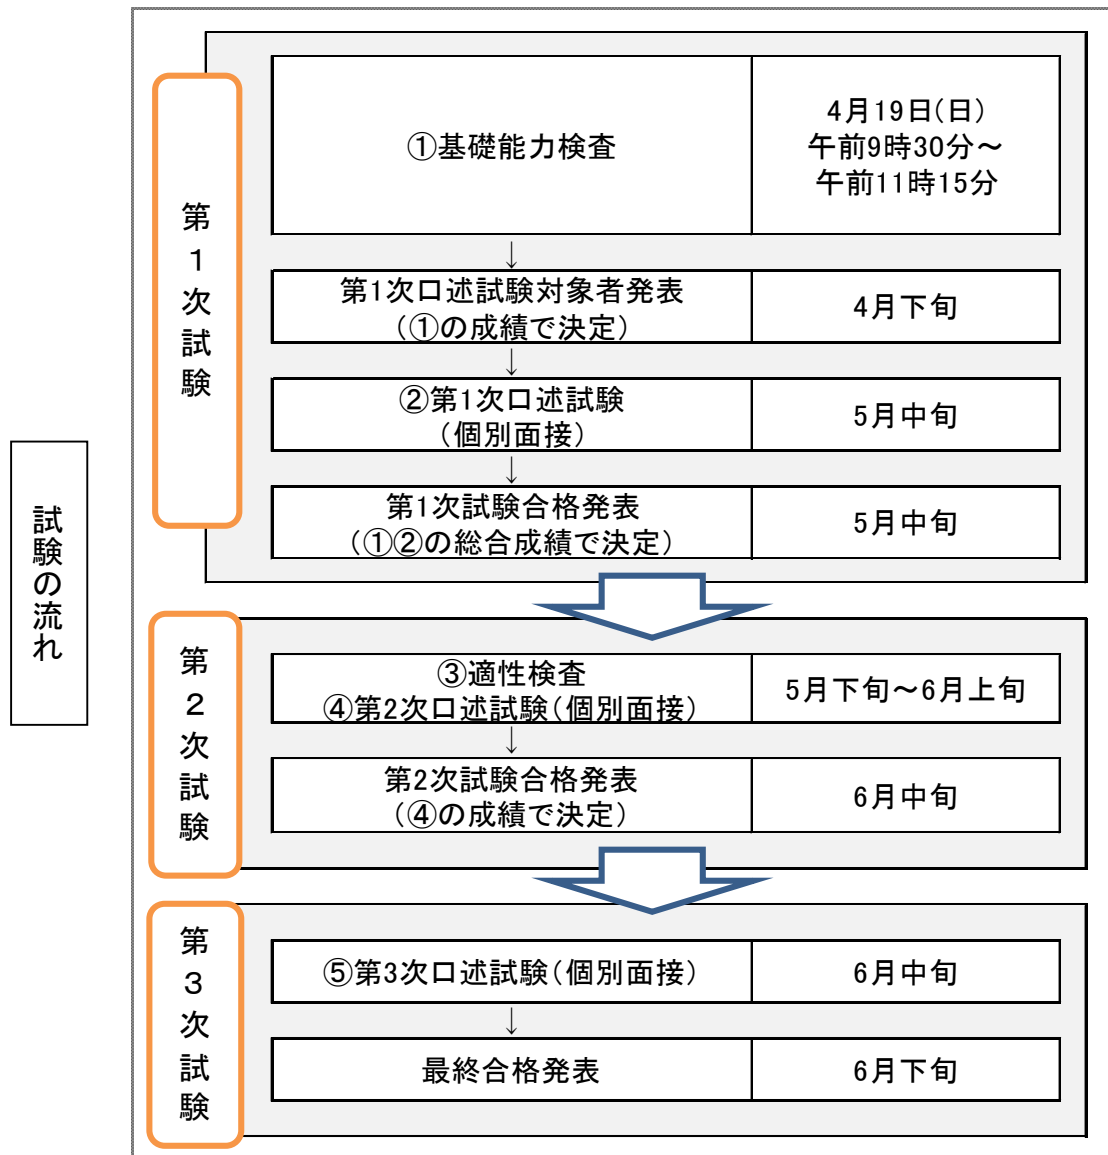 試験の流れ
第1次試験
①基礎能力検査
4月19日(日)
午前9時30分～
午前11時15分
↓
第1次口述試験対象者発表
(①の成績で決定)
4月下旬
↓
②第1次口述試験
(個別面接)
5月中旬
↓
第1次試験合格発表
(①②の総合成績で決定)
5月中旬
第2次試験
③適性検査
④第2次口述試験(個別面接)
5月下旬～6月上旬
↓
第2次試験合格発表
(④の成績で決定)
6月中旬
第3次試験
⑤第3次口述試験(個別面接)
6月中旬
↓
最終合格発表
6月下旬